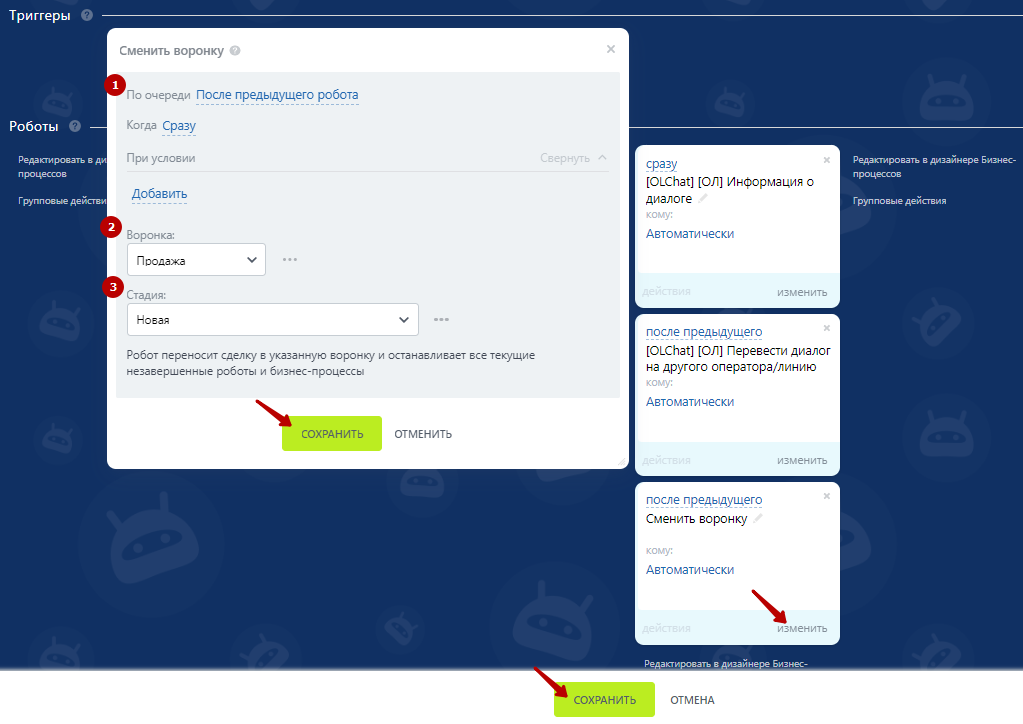 Триггеры ?
Сменить воронку ?
1
По очереди После предыдущего робота
Когда Сразу
При условии Свернуть
Добавить
2
Воронка:
Продажа
3
Стадия:
Новая
Робот переносит сделку в указанную воронку и останавливает все текущие
незавершенные роботы и бизнес-процессы
СОХРАНИТЬ ОТМЕНИТЬ
Роботы ?
Редактировать в ди
процессов
Групповые действи
сразу
[OLChat] [ОЛ] Информация о
диалоге
кому:
Автоматически
действия изменить
после предыдущего
[OLChat] [ОЛ] Перевести диалог
на другого оператора/линию
кому:
Автоматически
действия изменить
после предыдущего
Сменить воронку
кому:
Автоматически
действия изменить
Редактировать в дизайнере Бизнес-
Редактировать в дизайнере Бизнес-
процессов
Групповые действия
СОХРАНИТЬ ОТМЕНА